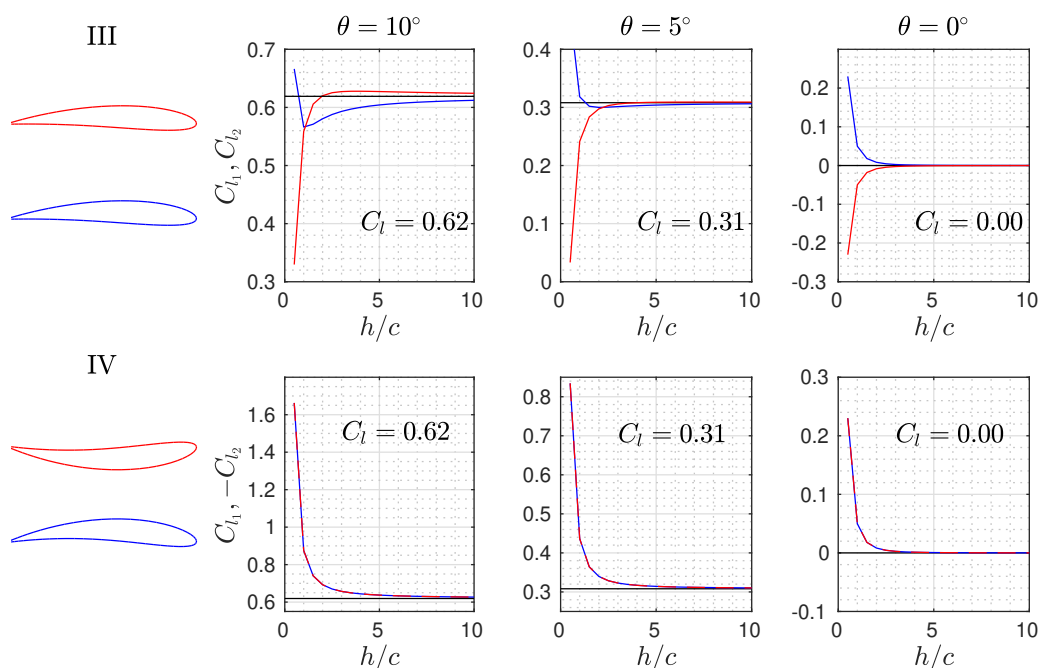 III
θ = 10°
θ = 5°
θ = 0°
C_{l_1}, C_{l_2}
0.7
0.6
0.5
0.4
0.3
C_l = 0.62
0
5
10
h/c
0.4
0.3
0.2
0.1
0
C_l = 0.31
0
5
10
h/c
0.2
0.1
0
-0.1
-0.2
-0.3
C_l = 0.00
0
5
10
h/c
IV
C_{l_1}, −C_{l_2}
1.6
1.4
1.2
1
0.8
0.6
C_l = 0.62
0
5
10
h/c
0.8
0.7
0.6
0.5
0.4
0.3
C_l = 0.31
0
5
10
h/c
0.3
0.2
0.1
0
-0.1
C_l = 0.00
0
5
10
h/c